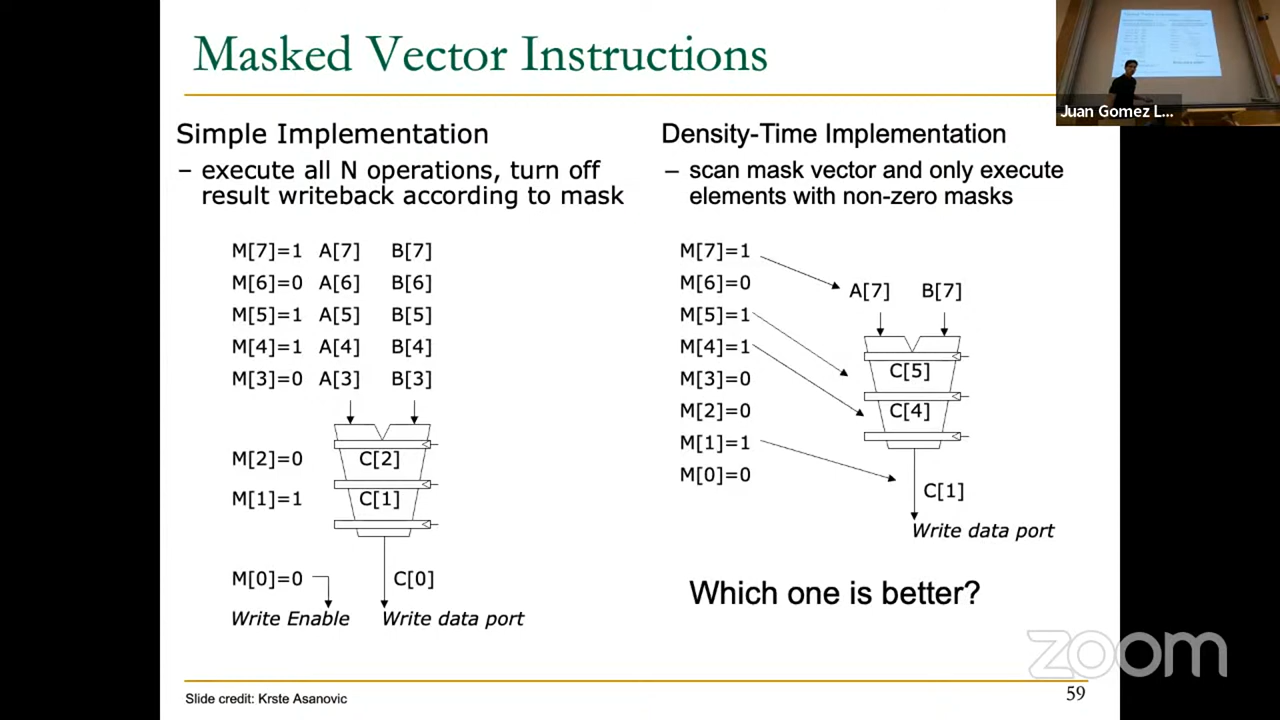 Masked Vector Instructions
Juan Gomez L...
Simple Implementation
– execute all N operations, turn off
result writeback according to mask
M[7]=1 A[7] B[7]
M[6]=0 A[6] B[6]
M[5]=1 A[5] B[5]
M[4]=1 A[4] B[4]
M[3]=0 A[3] B[3]
M[2]=0 C[2]
M[1]=1 C[1]
M[0]=0 C[0]
Write Enable Write data port
Density-Time Implementation
– scan mask vector and only execute
elements with non-zero masks
M[7]=1
M[6]=0 A[7] B[7]
M[5]=1
M[4]=1 C[5]
M[3]=0
M[2]=0 C[4]
M[1]=1
M[0]=0
C[1]
Write data port
Which one is better?
zoom
Slide credit: Krste Asanovic
59